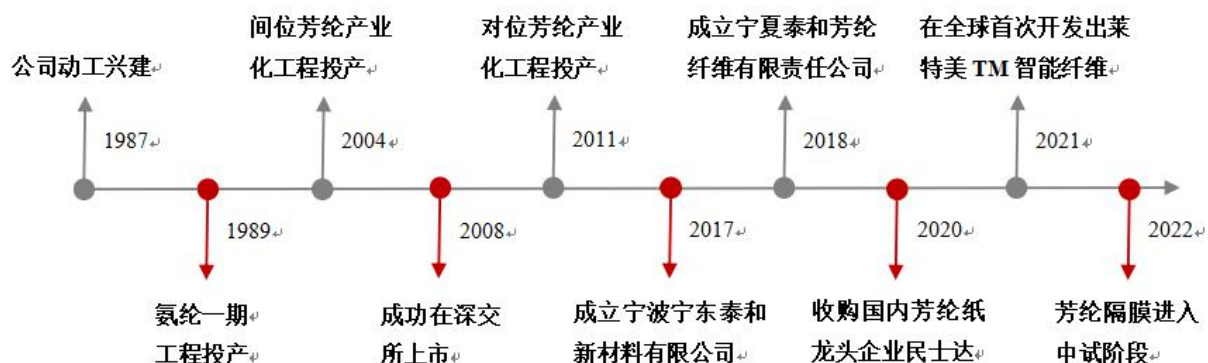 公司动工兴建
1987
间位芳纶产业
化工程投产
2004
对位芳纶产业
化工程投产
2011
成立宁夏泰和芳纶
纤维有限责任公司
2018
在全球首次开发出莱
特美 TM 智能纤维
2021
1989
氨纶一期
工程投产
2008
成功在深交
所上市
2017
成立宁波宁东泰和
新材料有限公司
2020
收购国内芳纶纸
龙头企业民士达
2022
芳纶隔膜进入
中试阶段